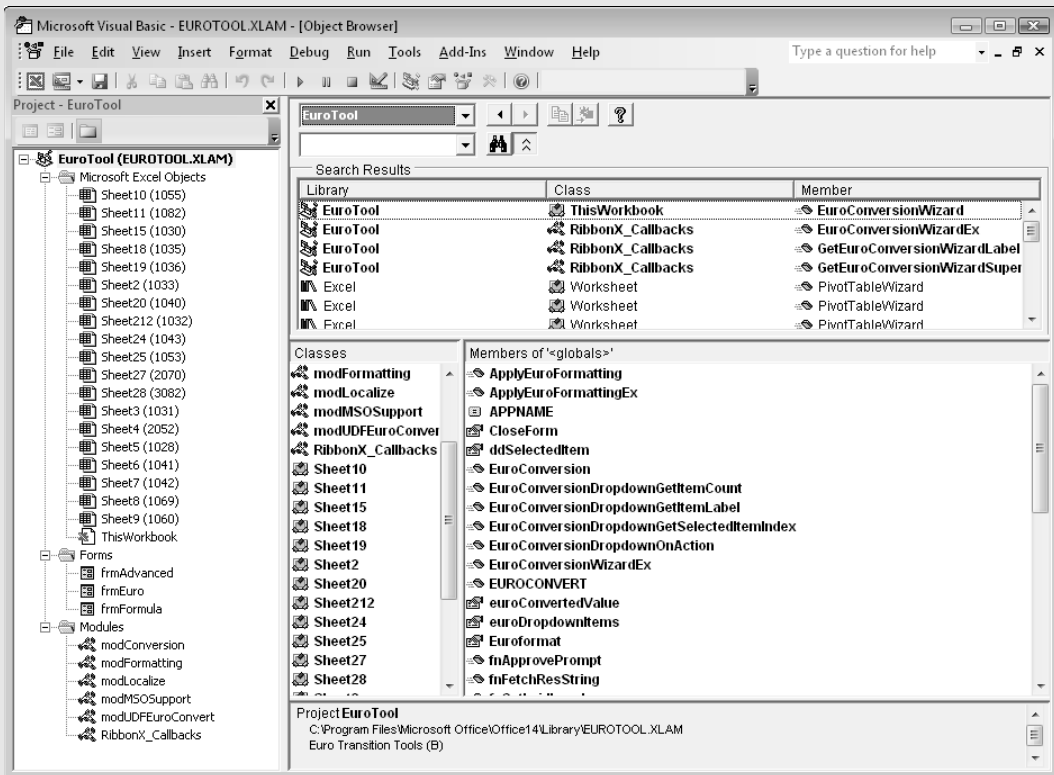 Microsoft Visual Basic - EUROTOOL.XLAM - [Object Browser]
File Edit View Insert Format Debug Run Tools Add-Ins Window Help Type a question for help
Project - EuroTool
EuroTool (EUROTOOL.XLAM)
Microsoft Excel Objects
Sheet10 (1055)
Sheet11 (1082)
Sheet15 (1030)
Sheet18 (1035)
Sheet19 (1036)
Sheet2 (1033)
Sheet20 (1040)
Sheet212 (1032)
Sheet24 (1043)
Sheet25 (1053)
Sheet27 (2070)
Sheet28 (3082)
Sheet3 (1031)
Sheet4 (2052)
Sheet5 (1028)
Sheet6 (1041)
Sheet7 (1042)
Sheet8 (1069)
Sheet9 (1060)
ThisWorkbook
Forms
frmAdvanced
frmEuro
frmFormula
Modules
modConversion
modFormatting
modLocalize
modMSOSupport
modUDFEuroConvert
RibbonX_Callbacks
EuroTool
Search Results
Library Class Member
EuroTool ThisWorkbook EuroConversionWizard
EuroTool RibbonX_Callbacks EuroConversionWizardEx
EuroTool RibbonX_Callbacks GetEuroConversionWizardLabel
EuroTool RibbonX_Callbacks GetEuroConversionWizardSuper
Excel Worksheet PivotTableWizard
Excel Worksheet PivotTableWizard
Excel Worksheet PivotTableWizard
Classes
modFormatting
modLocalize
modMSOSupport
modUDFEuroConver
RibbonX_Callbacks
Sheet10
Sheet11
Sheet15
Sheet18
Sheet19
Sheet2
Sheet20
Sheet212
Sheet24
Sheet25
Sheet27
Sheet28
Members of '<globals>'
ApplyEuroFormatting
ApplyEuroFormattingEx
APPNAME
CloseForm
ddSelectedItem
EuroConversion
EuroConversionDropdownGetItemCount
EuroConversionDropdownGetItemLabel
EuroConversionDropdownGetSelectedItemIndex
EuroConversionDropdownOnAction
EuroConversionWizardEx
EUROCONVERT
euroConvertedValue
euroDropdownItems
Euroformat
fnApprovePrompt
fnFetchResString
Project EuroTool
C:\Program Files\Microsoft Office\Office14\Library\EUROTOOL.XLAM
Euro Transition Tools (B)